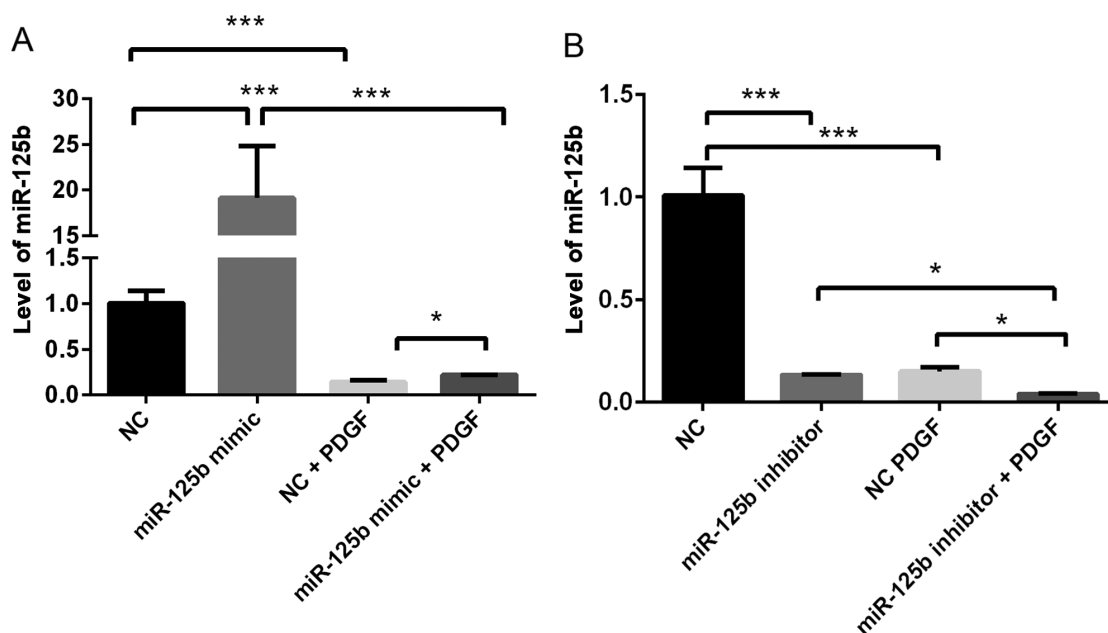 A
***
***
***
30
25
20
15
1.5
1.0
0.5
0.0
*
Level of miR-125b
NC
miR-125b mimic
NC + PDGF
miR-125b mimic + PDGF
B
1.5
1.0
0.5
0.0
***
***
*
*
Level of miR-125b
NC
miR-125b inhibitor
NC PDGF
miR-125b inhibitor + PDGF